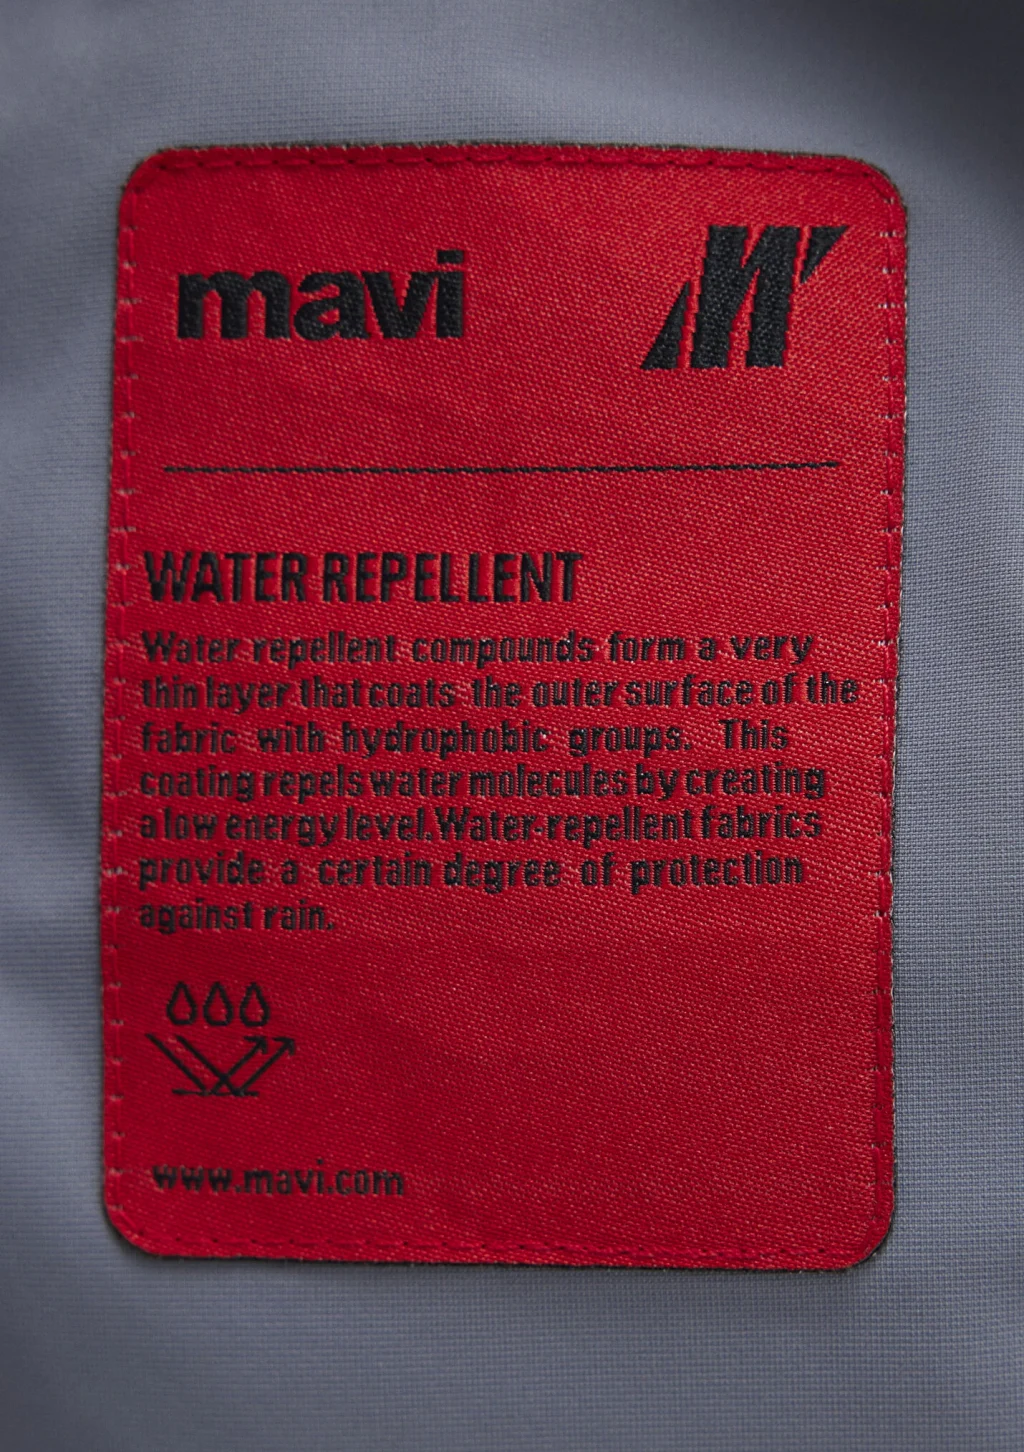 mavi
WATER REPELLENT
Water repellent compounds form a very
thin layer that coats the outer surface of the
fabric with hydrophobic groups. This
coating repels water molecules by creating
a low energy level. Water-repellent fabrics
provide a certain degree of protection
against rain.
www.mavi.com